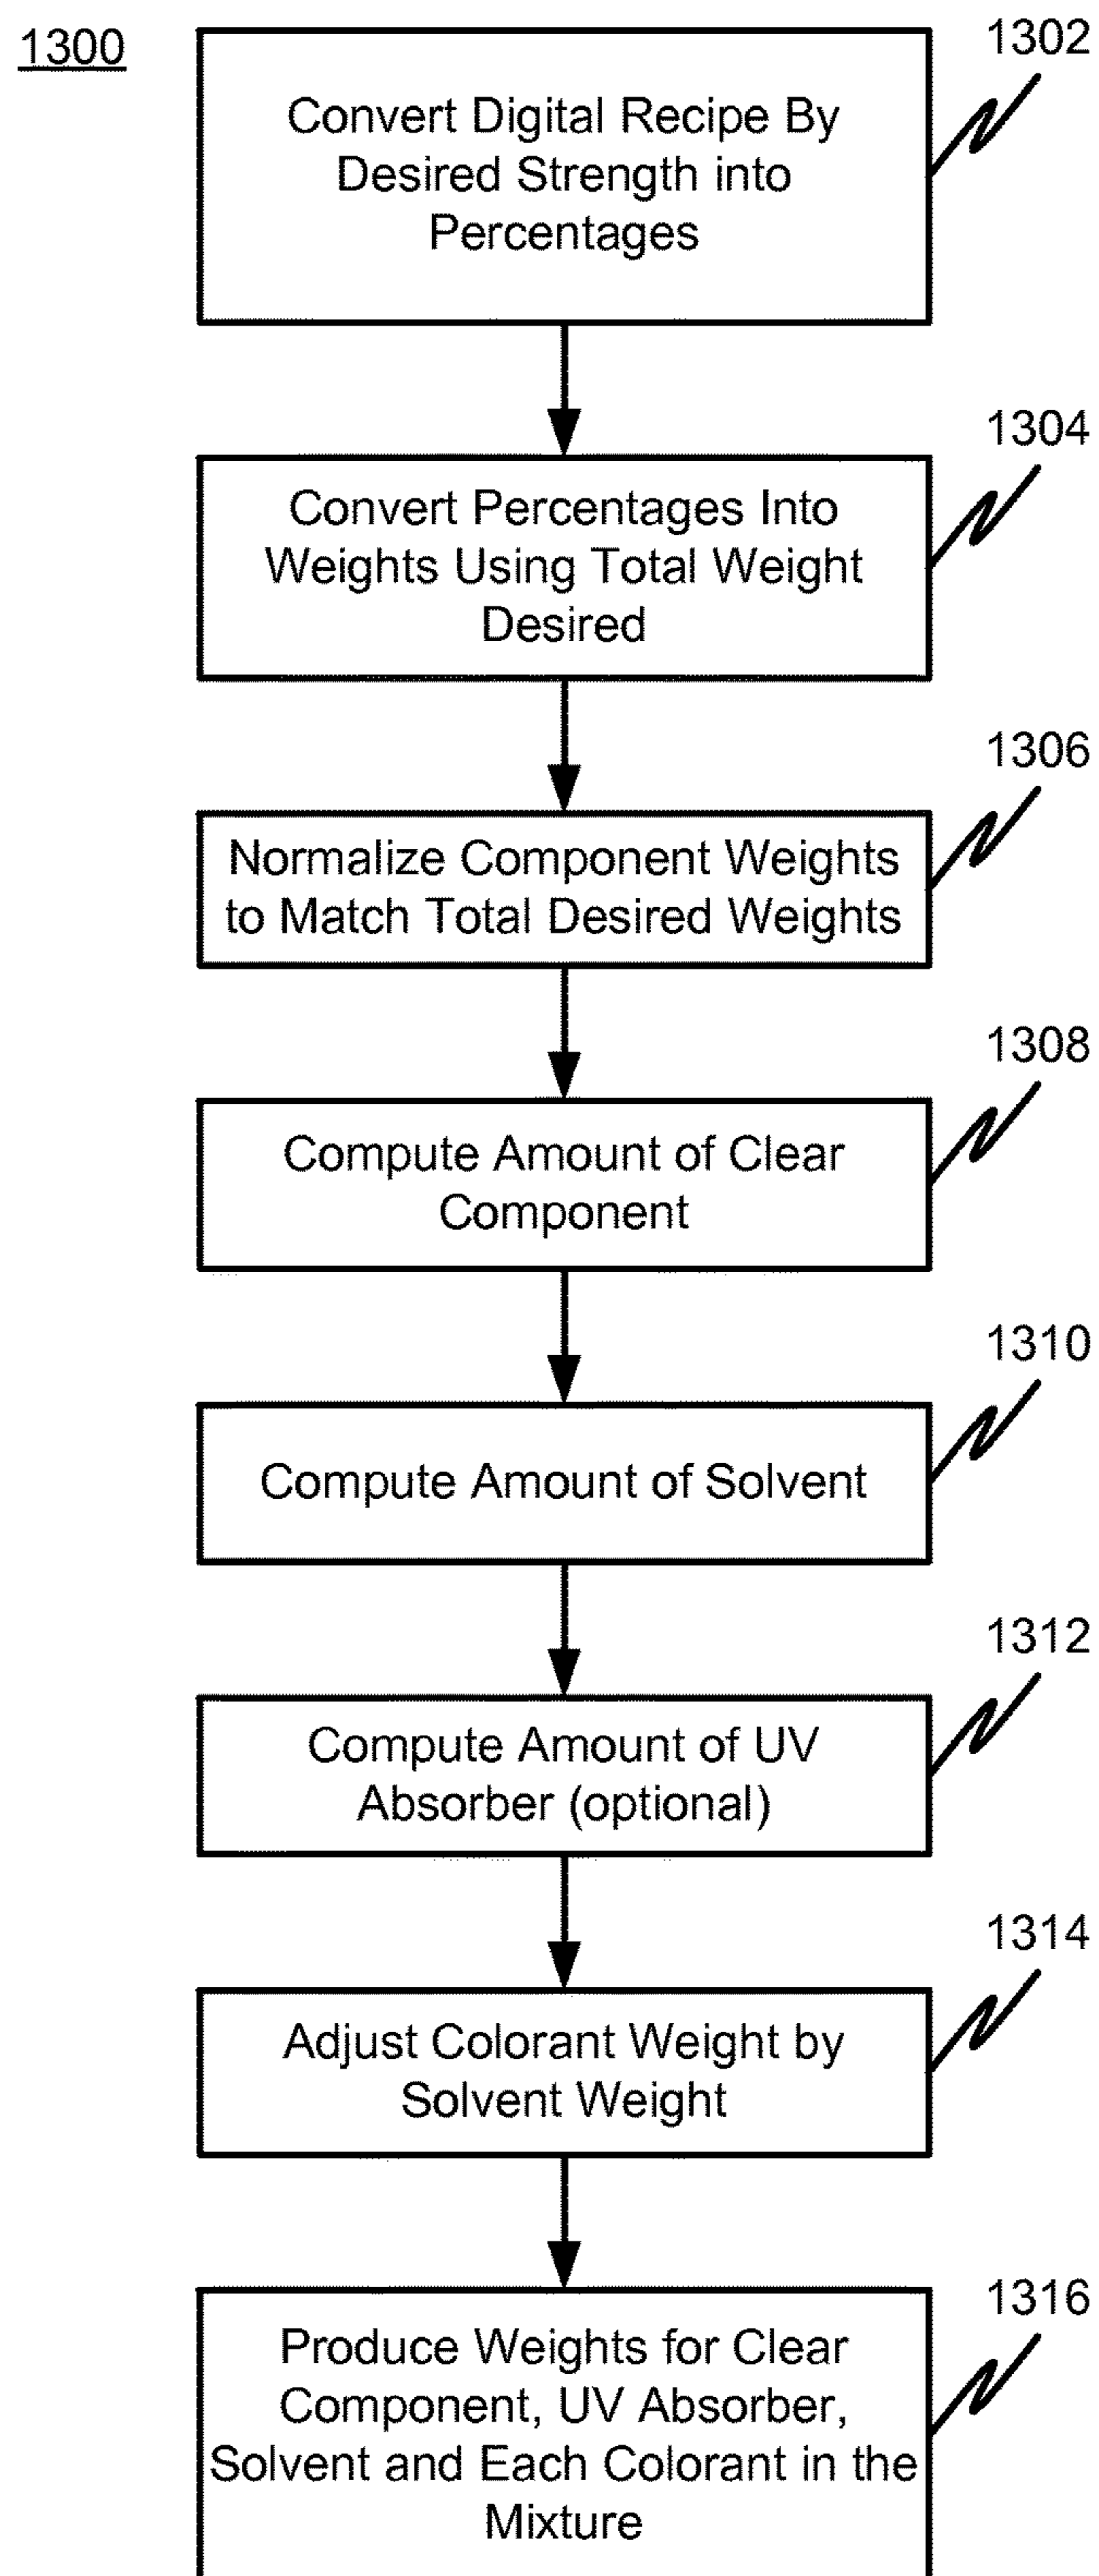 1300
1302
Convert Digital Recipe By
Desired Strength into
Percentages
1304
Convert Percentages Into
Weights Using Total Weight
Desired
1306
Normalize Component Weights
to Match Total Desired Weights
1308
Compute Amount of Clear
Component
1310
Compute Amount of Solvent
1312
Compute Amount of UV
Absorber (optional)
1314
Adjust Colorant Weight by
Solvent Weight
1316
Produce Weights for Clear
Component, UV Absorber,
Solvent and Each Colorant in the
Mixture